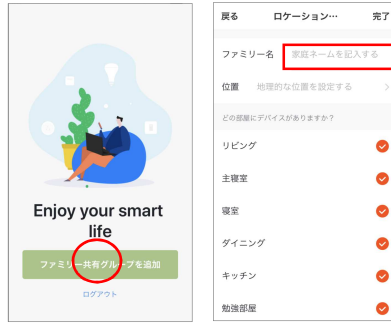 Enjoy your smart
life
ファミリー共有グループを追加
ログアウト
戻る ロケーション… 完了
ファミリー名 家庭ネームを記入する
位置 地理的な位置を設定する
どの部屋にデバイスがありますか？
リビング
主寝室
寝室
ダイニング
キッチン
勉強部屋